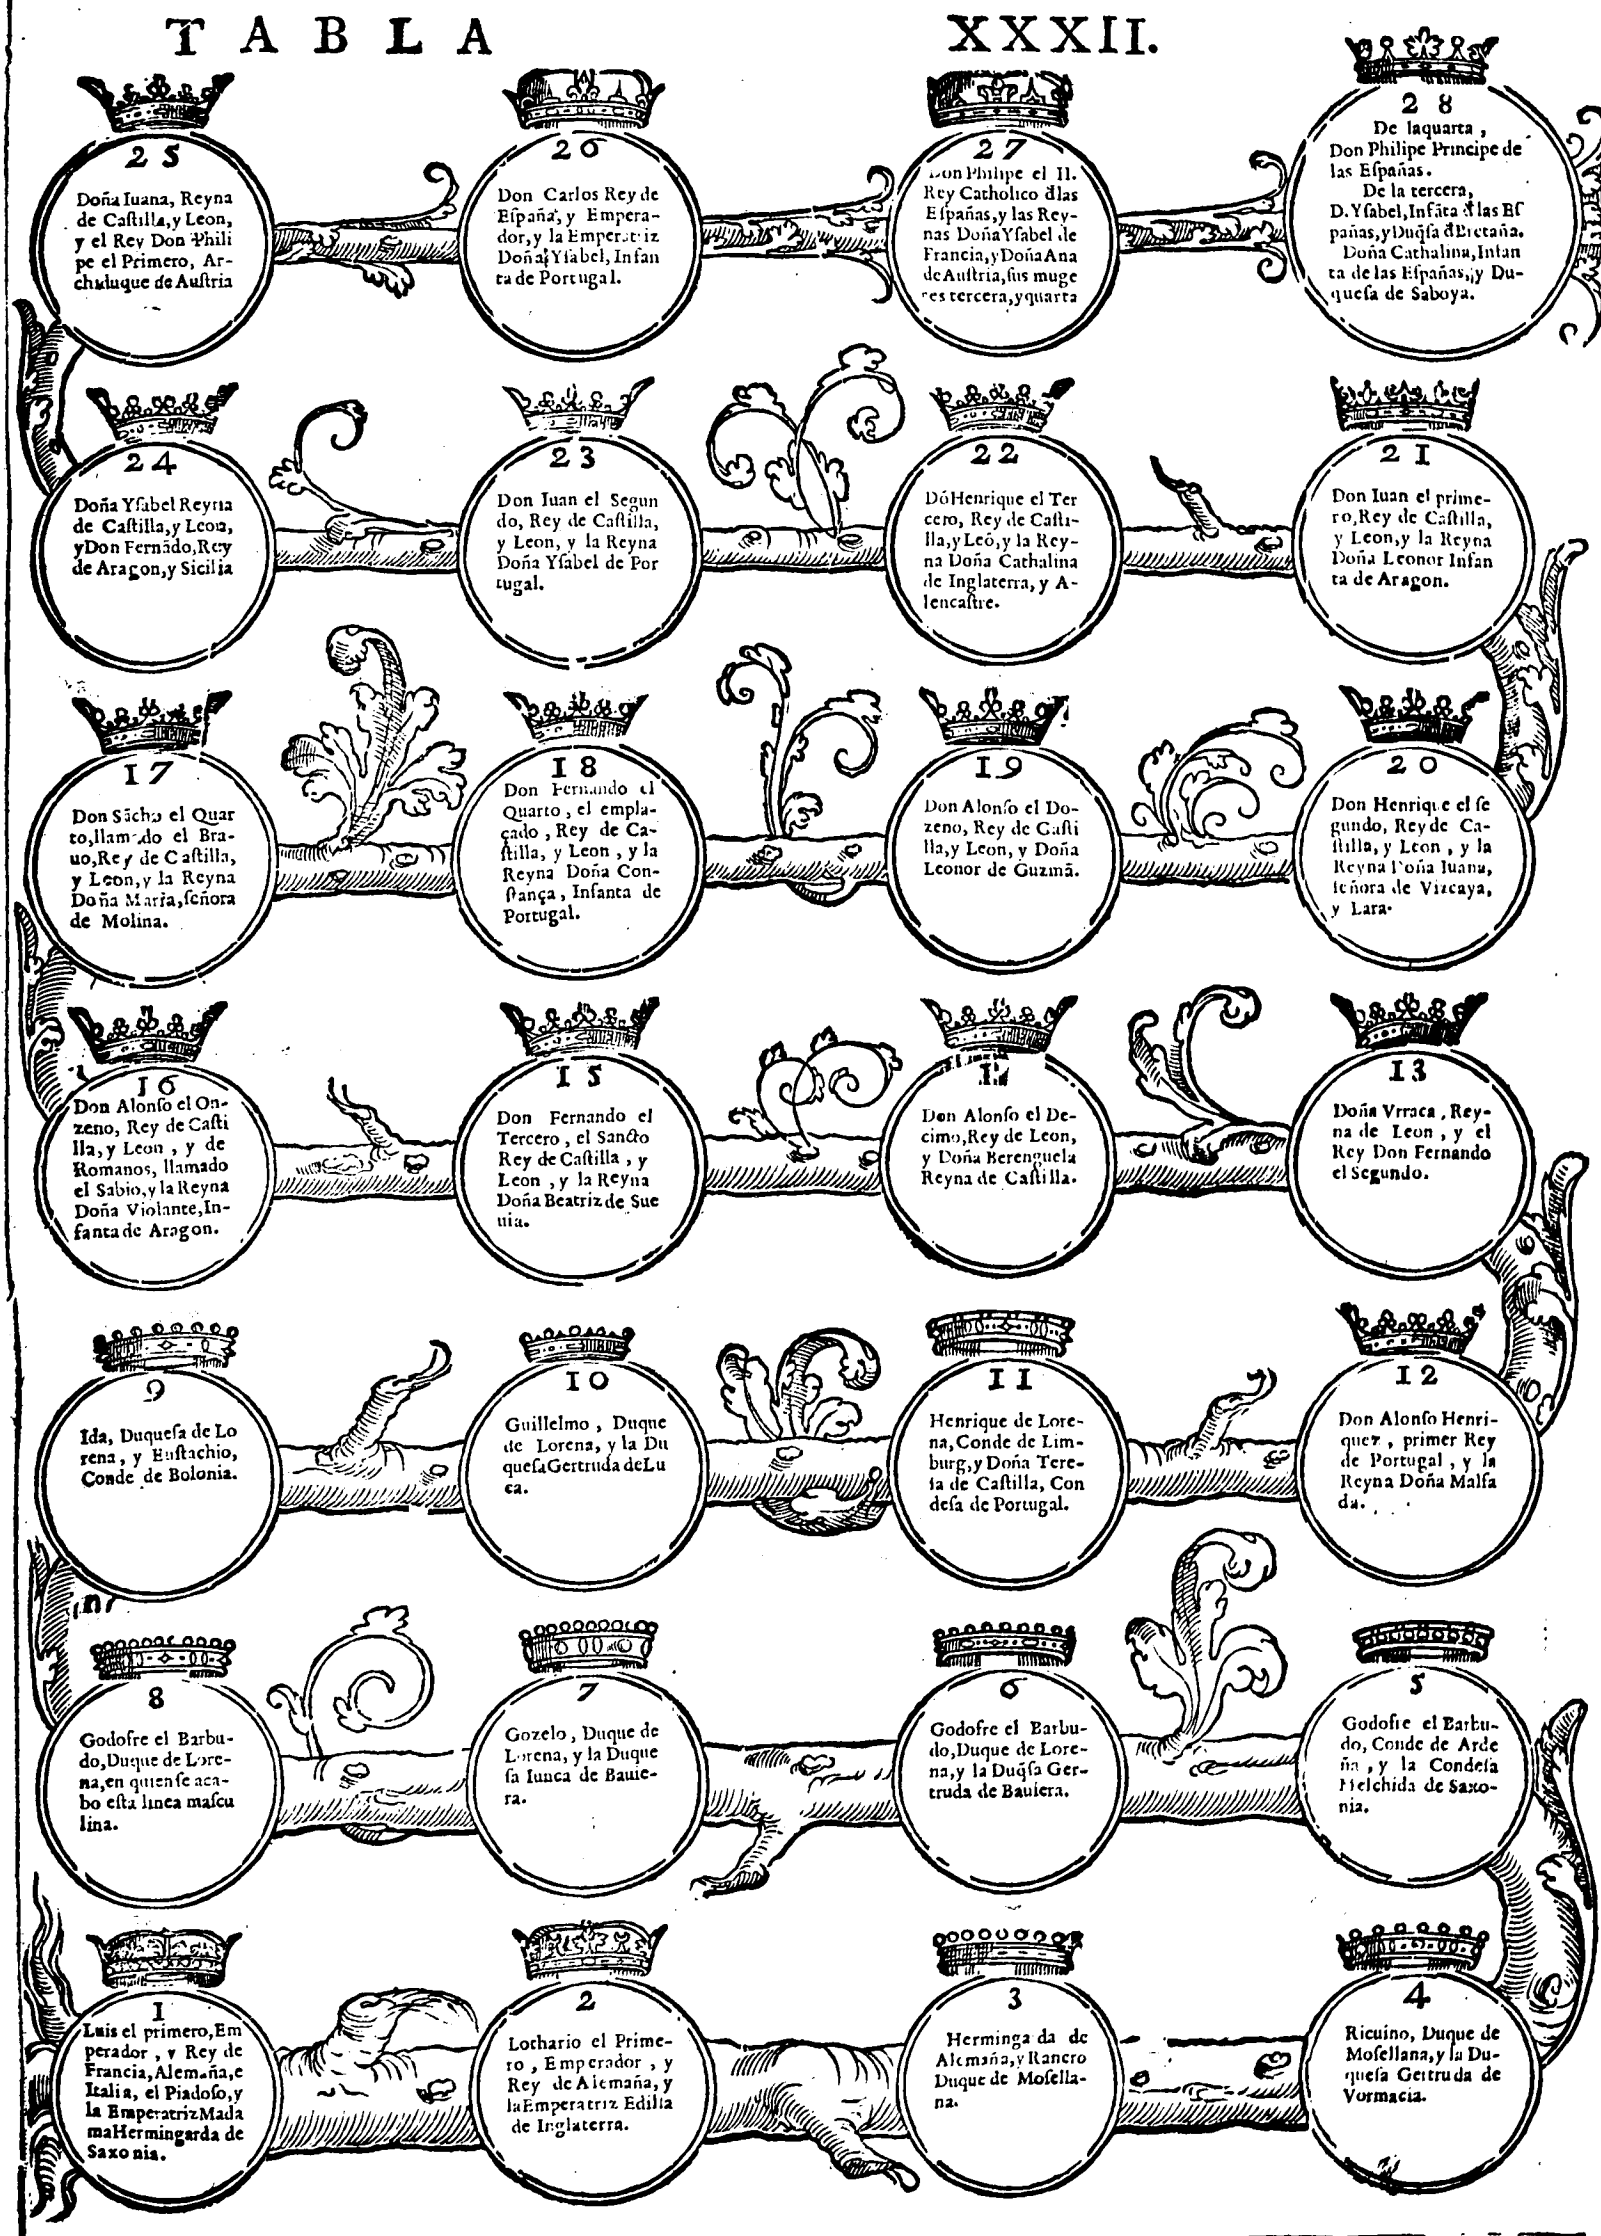 TABLA XXXII.
25
Doña Iuana, Reyna
de Caſtilla, y Leon,
y el Rey Don Phili
pe el Primero, Ar-
chiduque de Auſtria
26
Don Carlos Rey de
Eſpaña, y Empera-
dor, y la Emperatriz
Doña Yſabel, Infan
ta de Portugal.
27
Don Philipe el II.
Rey Catholico đlas
Eſpañas, y las Rey-
nas Doña Yſabel de
Francia, y Doña Ana
de Auſtria, ſus muge
res tercera, y quarta
28
De laquarta,
Don Philipe Principe de
las Eſpañas.
De la tercera,
D. Yſabel, Infāta đ las Eſ
pañas, y Duq̃ſa đBretaña.
Doña Cathalina, Infan
ta de las Eſpañas, y Du-
queſa de Saboya.
24
Doña Yſabel Reyna
de Caſtilla, y Leon,
y Don Fernādo, Rey
de Aragon, y Sicilia
23
Don Iuan el Segun
do, Rey de Caſtilla,
y Leon, y la Reyna
Doña Yſabel de Por
tugal.
22
Dō Henrique el Ter
cero, Rey de Caſti-
lla, y Leō, y la Rey-
na Doña Cathalina
de Inglaterra, y A-
lencaſtre.
21
Don Iuan el prime-
ro, Rey de Caſtilla,
y Leon, y la Reyna
Doña Leonor Infan
ta de Aragon.
17
Don Sācho el Quar
to, llamado el Bra-
uo, Rey de Caſtilla,
y Leon, y la Reyna
Doña Maria, ſeñora
de Molina.
18
Don Fernando el
Quarto, el empla-
çado, Rey de Ca-
ſtilla, y Leon, y la
Reyna Doña Con-
ſtança, Infanta de
Portugal.
19
Don Alonſo el Do-
zeno, Rey de Caſti
lla, y Leon, y Doña
Leonor de Guzmā.
20
Don Henrique el ſe
gundo, Rey de Ca-
ſtilla, y Leon, y la
Reyna Doña Iuana,
ſeñora de Vizcaya,
y Lara.
16
Don Alonſo el On-
zeno, Rey de Caſti
lla, y Leon, y de
Romanos, llamado
el Sabio, y la Reyna
Doña Violante, In-
fanta de Aragon.
15
Don Fernando el
Tercero, el Sancto
Rey de Caſtilla, y
Leon, y la Reyna
Doña Beatriz de Sue
uia.
Don Alonſo el De-
cimo, Rey de Leon,
y Doña Berenguela
Reyna de Caſtilla.
13
Doña Vrraca, Rey-
na de Leon, y el
Rey Don Fernando
el Segundo.
9
Ida, Duqueſa de Lo
rena, y Euſtachio,
Conde de Bolonia.
10
Guillelmo, Duque
de Lorena, y la Du
queſa Gertruda de Lu
ca.
11
Henrique de Lore-
na, Conde de Lim-
burg, y Doña Tere-
ſa de Caſtilla, Con
deſa de Portugal.
12
Don Alonſo Henri-
quez, primer Rey
de Portugal, y la
Reyna Doña Malfa
da.
8
Godofre el Barbu-
do, Duque de Lore-
na, en quien ſe aca-
bo eſta linea maſcu
lina.
7
Gozelo, Duque de
Lorena, y la Duque
ſa Iunca de Bauie-
ra.
6
Godofre el Barbu-
do, Duque de Lore-
na, y la Duq̃ſa Ger-
truda de Bauiera.
5
Godofre el Barbu-
do, Conde de Arde
ña, y la Condeſa
Melchida de Saxo-
nia.
1
Luis el primero, Em
perador, y Rey de
Francia, Alemaña, e
Italia, el Piadoſo, y
la Emperatriz Mada
ma Hermingarda de
Saxonia.
2
Lothario el Prime-
ro, Emperador, y
Rey de Alemaña, y
la Emperatriz Edilia
de Inglaterra.
3
Herminga da de
Alemaña, y Ranero
Duque de Moſella-
na.
4
Ricuino, Duque de
Moſellana, y la Du-
queſa Gertruda de
Vormacia.